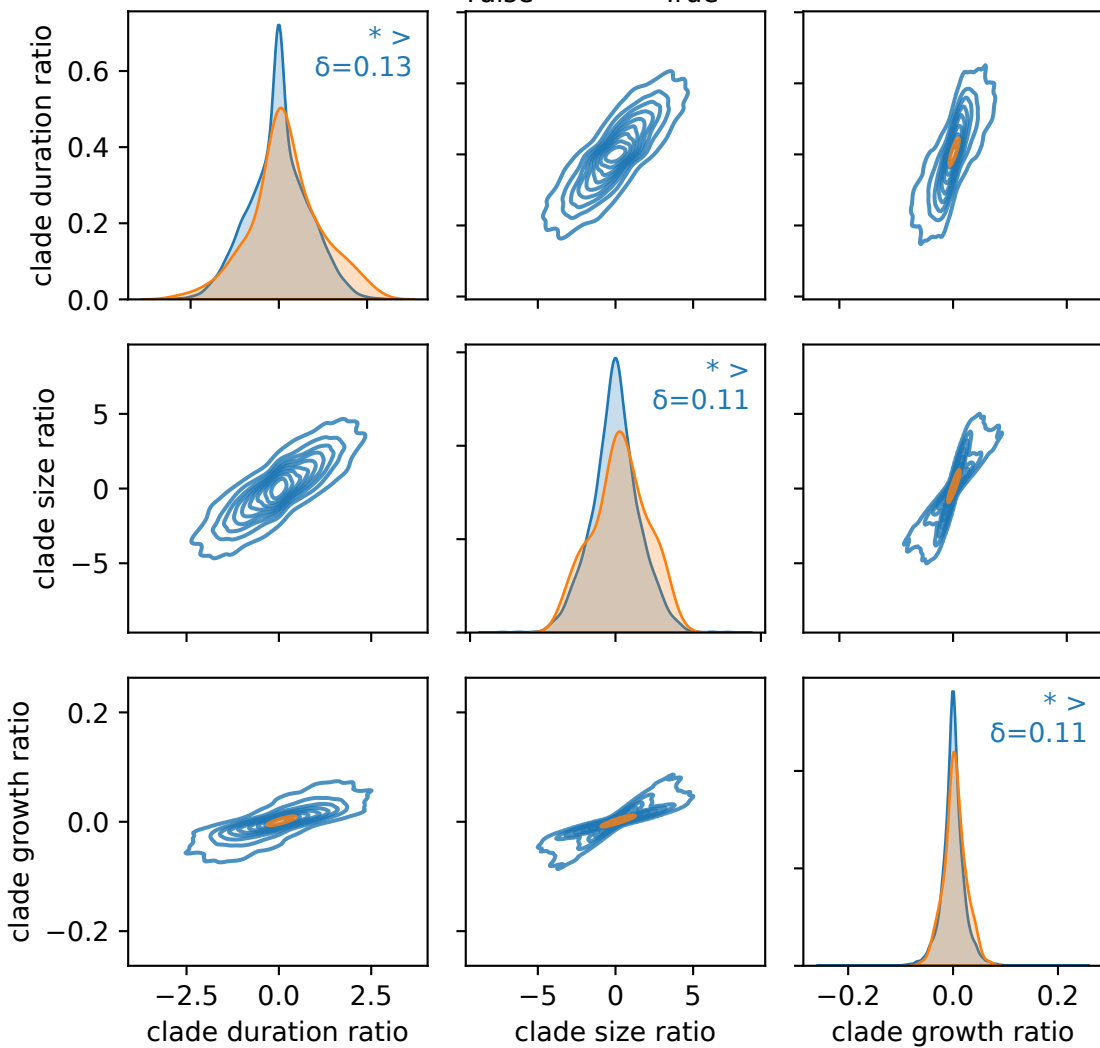 0.6
0.4
0.2
0.0
clade duration ratio
* >
δ=0.13
5
0
−5
clade size ratio
* >
δ=0.11
0.2
0.0
−0.2
clade growth ratio
* >
δ=0.11
−2.5 0.0 2.5
−5 0 5
−0.2 0.0 0.2
clade duration ratio
clade size ratio
clade growth ratio